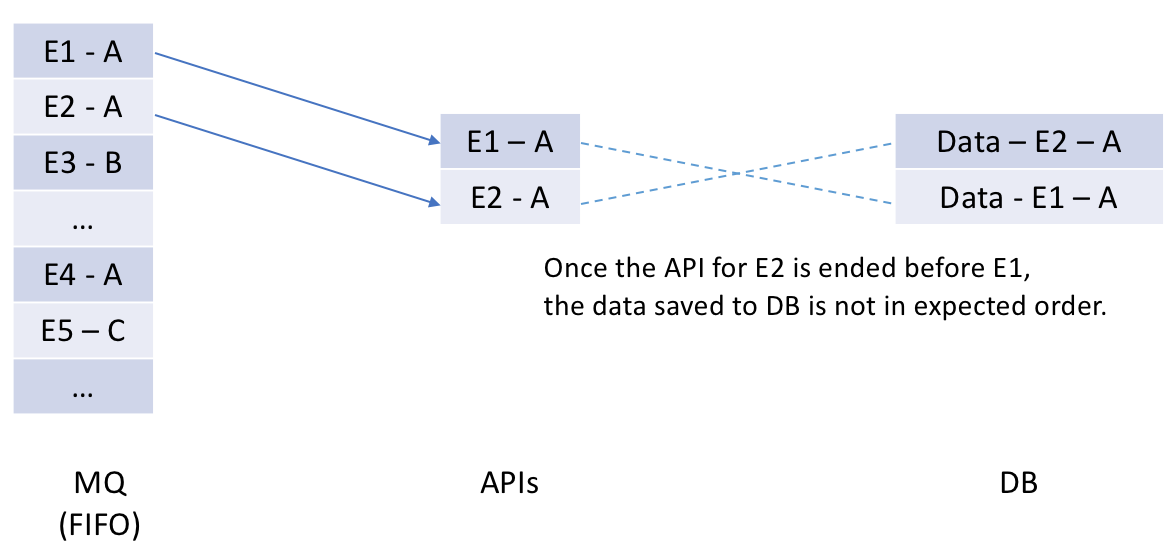 E1 - A
E2 - A
E3 - B
...
E4 - A
E5 – C
...
MQ
(FIFO)
E1 – A
E2 - A
APIs
Data – E2 – A
Data - E1 – A
DB
Once the API for E2 is ended before E1,
the data saved to DB is not in expected order.